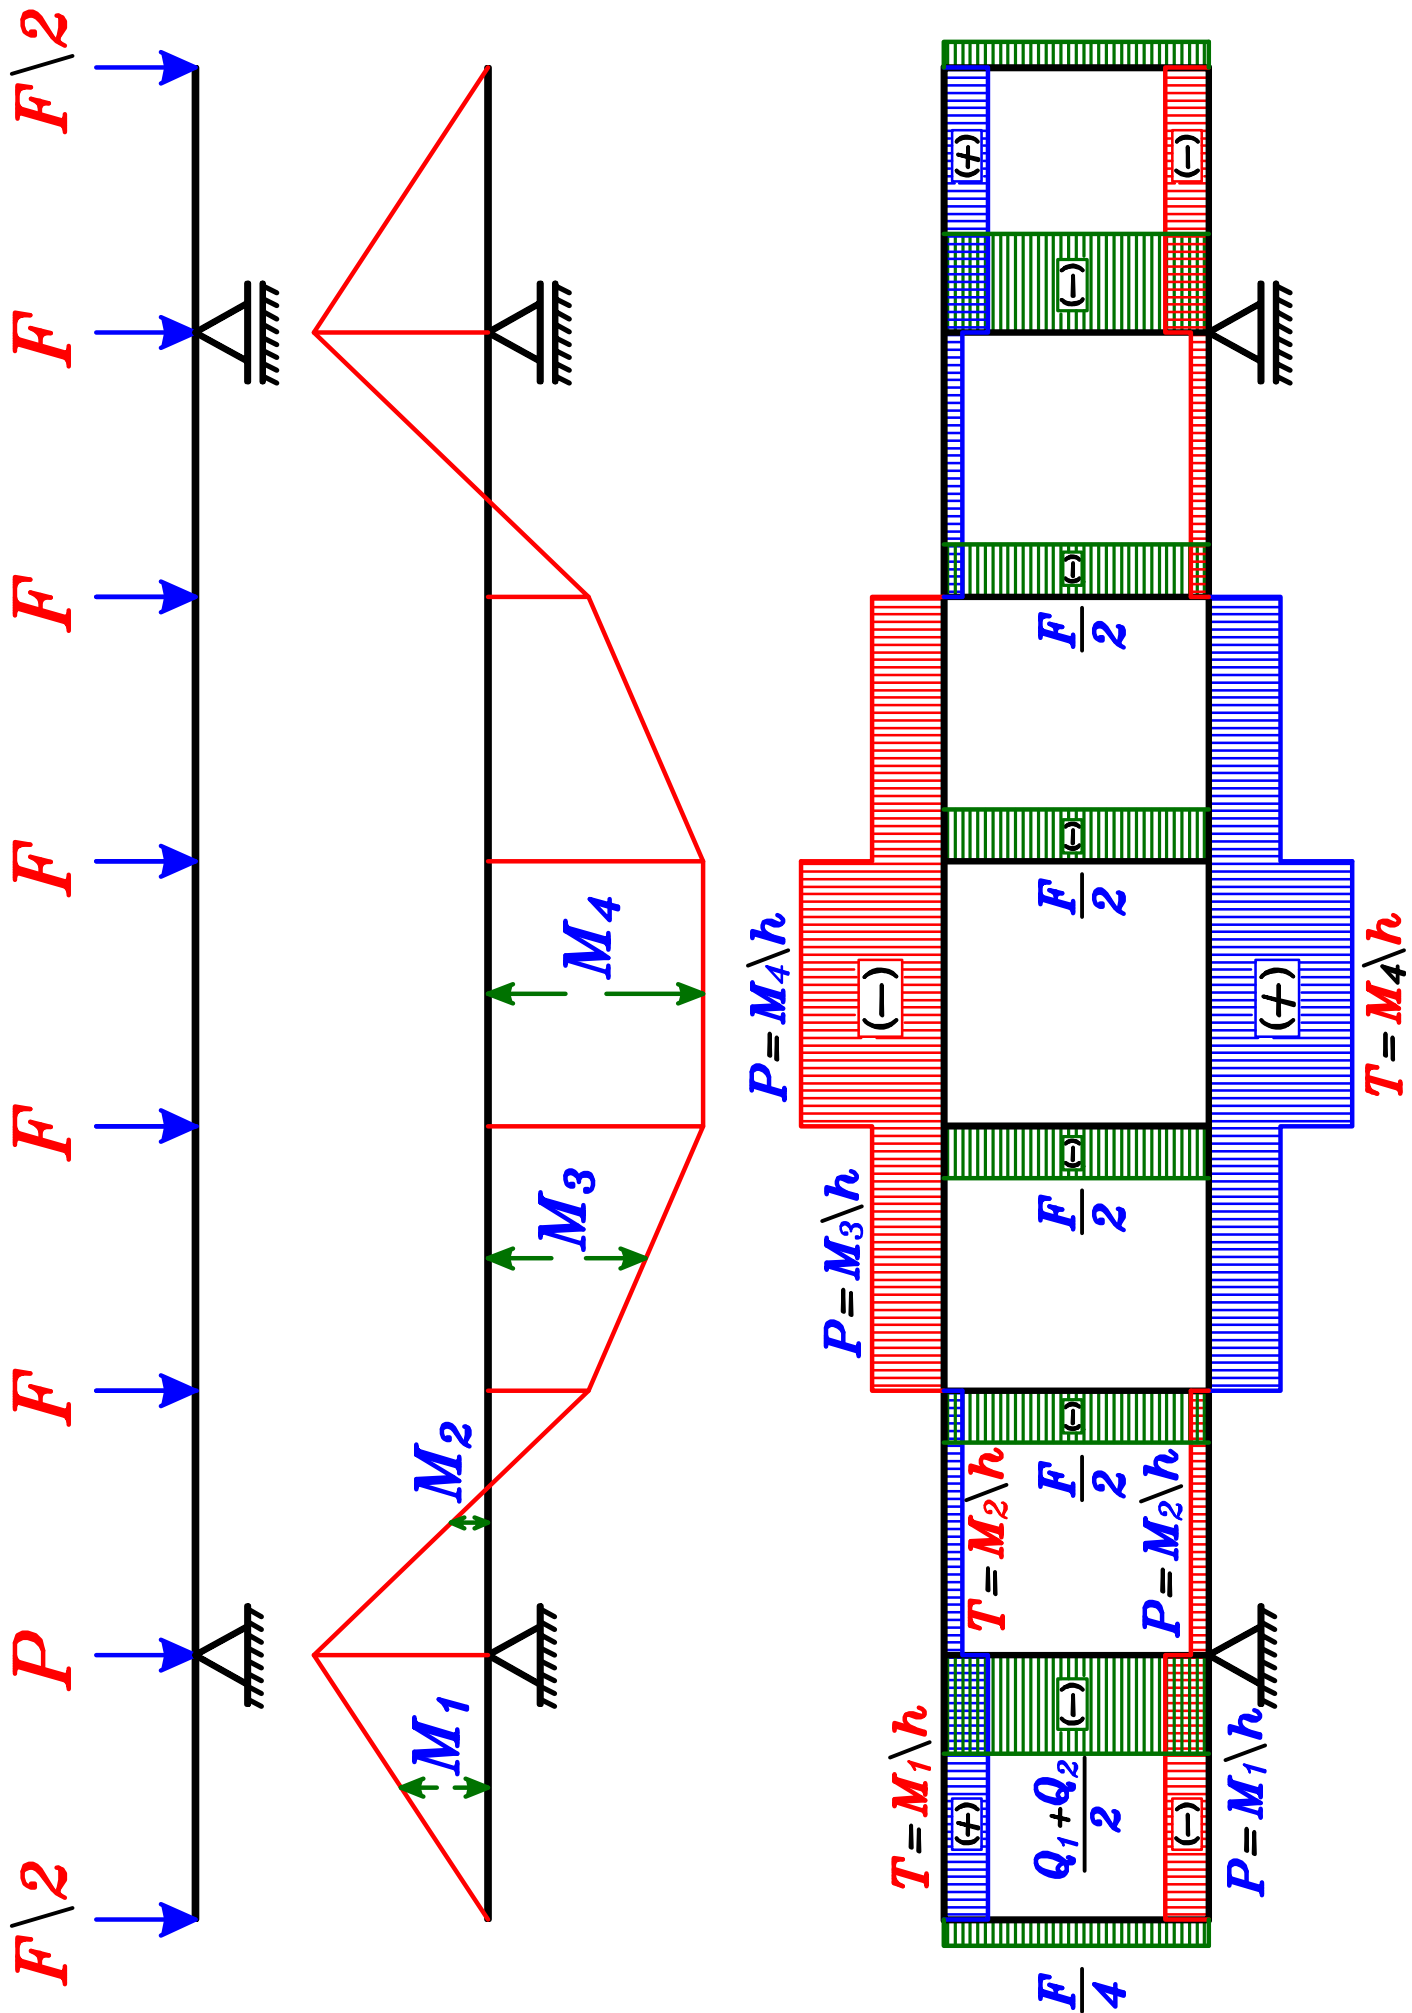 F\2 P F F F F F F\2
M₁ M₂ M₃ M₄
P=M₄\h
P=M₃\h
(-)
T=M₁\h
(+) T=M₂\h (+)
F/4 Q₁+Q₂/2 (-) F/2 (-) F/2 (-) F/2 (-) F/2 (-) (-)
(-) P=M₂\h (-)
P=M₁\h (+)
T=M₄\h